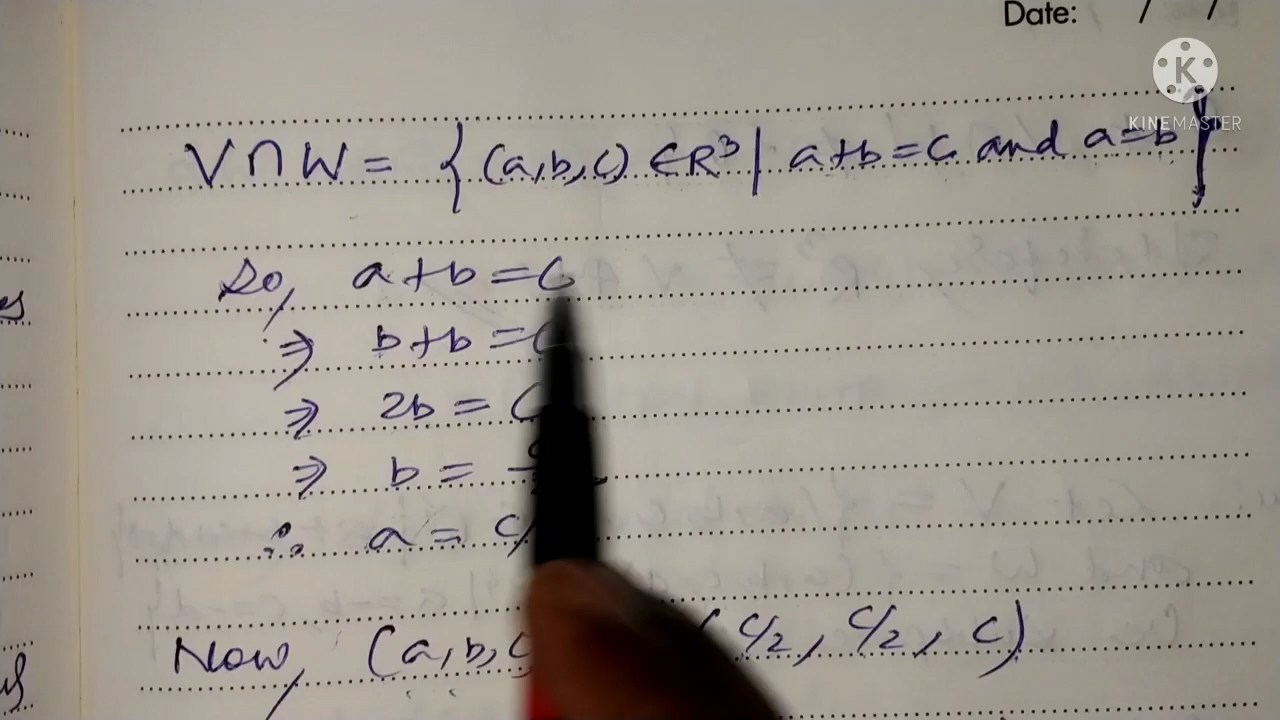 Date: / /
KINEMASTER
V∩W = { (a,b,c) ∈ R³ | a+b=c and a=b }
So, a+b=c
⇒ b+b=c
⇒ 2b=c
⇒ b=
∴ a=c/
Now, (a,b,c (c/2, c/2, c)